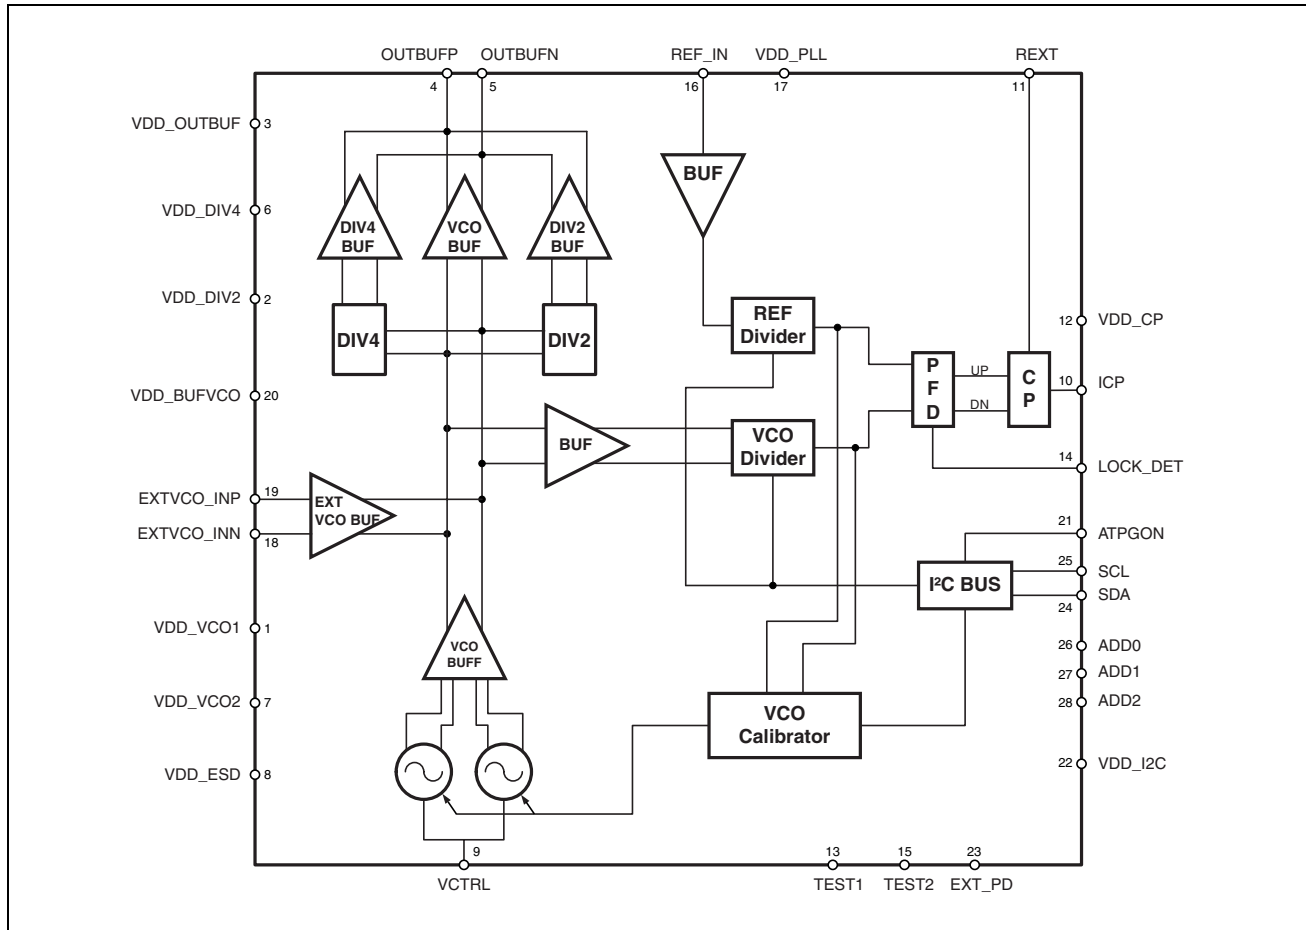 OUTBUFP OUTBUFN REF_IN VDD_PLL REXT
4 5 16 17 11
VDD_OUTBUF 3
VDD_DIV4 6
VDD_DIV2 2
VDD_BUFVCO 20
EXTVCO_INP 19
EXTVCO_INN 18
VDD_VCO1 1
VDD_VCO2 7
VDD_ESD 8
DIV4
BUF
VCO
BUF
DIV2
BUF
DIV4
DIV2
BUF
REF
Divider
BUF
VCO
Divider
P
F
D
UP
DN
C
P
EXT
VCO BUF
I²C BUS
VCO
BUFF
VCO
Calibrator
12 VDD_CP
10 ICP
14 LOCK_DET
21 ATPGON
25 SCL
SDA
24
26 ADD0
27 ADD1
28 ADD2
22 VDD_I2C
9 13 15 23
VCTRL TEST1 TEST2 EXT_PD